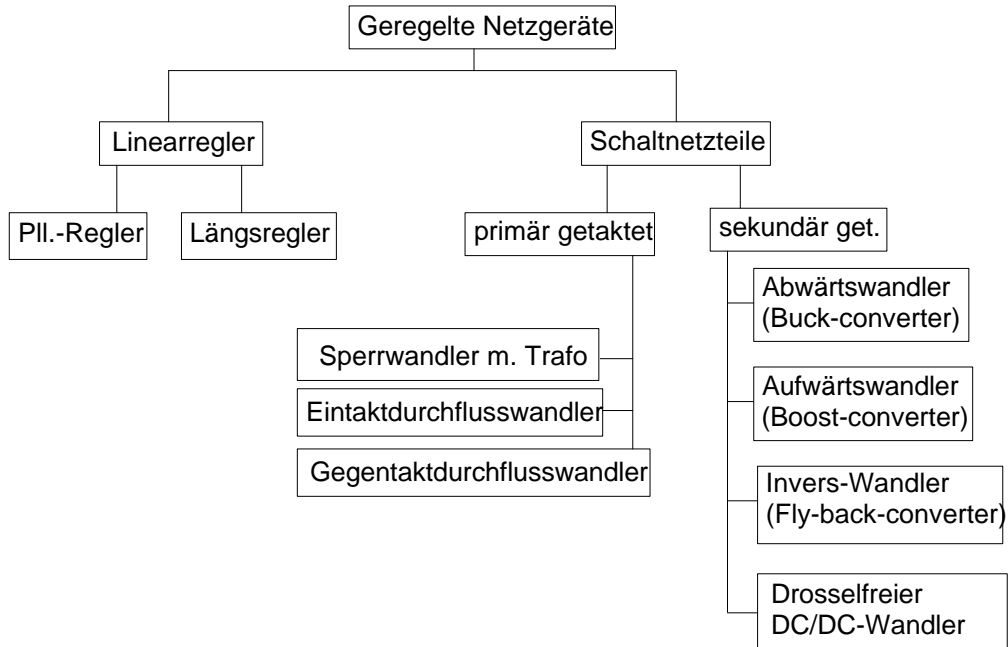 Geregelte Netzgeräte
Linearregler
Schaltnetzteile
Pll.-Regler
Längsregler
primär getaktet
sekundär get.
Sperrwandler m. Trafo
Eintaktdurchflusswandler
Gegentaktdurchflusswandler
Abwärtswandler
(Buck-converter)
Aufwärtswandler
(Boost-converter)
Invers-Wandler
(Fly-back-converter)
Drosselfreier
DC/DC-Wandler